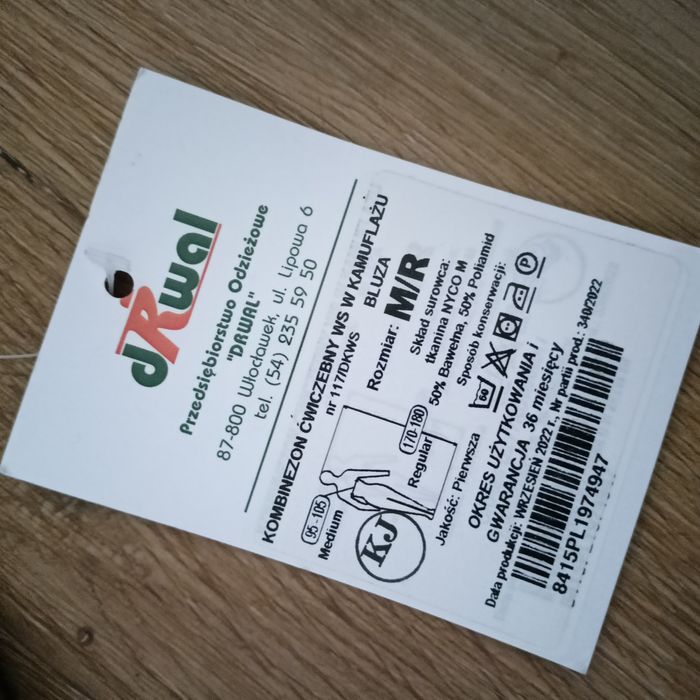 dRwal
Przedsiębiorstwo Odzieżowe
"DRWAL"
87-800 Włocławek, ul. Lipowa 6
tel. (54) 235 59 50
KOMBINEZON ĆWICZEBNY WS W KAMUFLAŻU
nr 117/DKWS BLUZA
Rozmiar: M/R
95-105
Medium
170-180
Regular
KJ
Skład surowca:
tkanina NYCO M
50% Bawełna, 50% Poliamid
Sposób konserwacji:
60
P
Jakość: Pierwsza
OKRES UŻYTKOWANIA i
GWARANCJA 36 miesięcy
Data produkcji: WRZESIEŃ 2022 r., Nr partii prod.: 340/2022
8415PL1974947